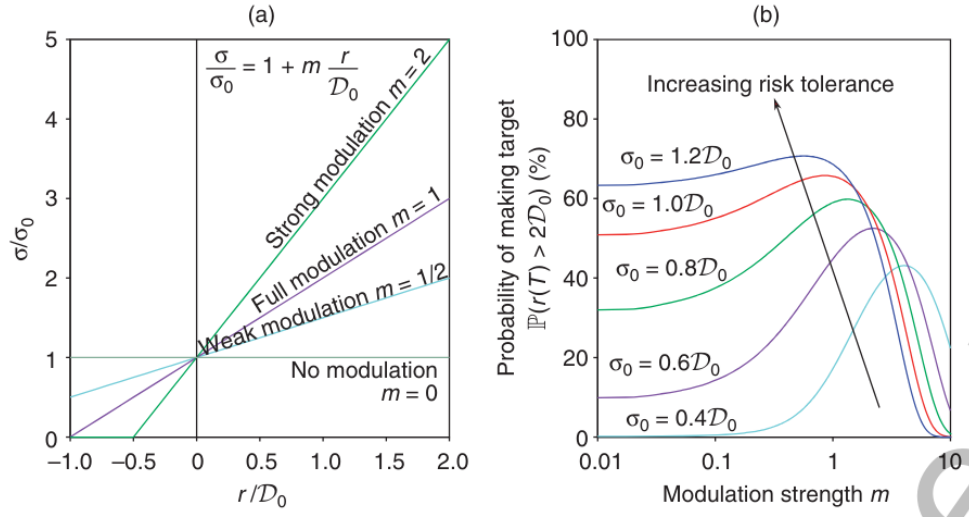 (a)
5
4
3
2
1
0
σ/σ₀
σ/σ₀ = 1 + m r/𝒟₀
Strong modulation m = 2
Full modulation m = 1
Weak modulation m = 1/2
No modulation
m = 0
–1.0 –0.5 0 0.5 1.0 1.5 2.0
r/𝒟₀
(b)
100
80
60
40
20
0
Probability of making target
ℙ(r(T) > 2𝒟₀) (%)
Increasing risk tolerance
σ₀ = 1.2𝒟₀
σ₀ = 1.0𝒟₀
σ₀ = 0.8𝒟₀
σ₀ = 0.6𝒟₀
σ₀ = 0.4𝒟₀
0.01 0.1 1 10
Modulation strength m